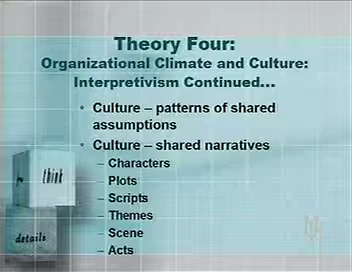 Theory Four:
Organizational Climate and Culture:
Interpretivism Continued...
• Culture – patterns of shared
assumptions
• Culture – shared narratives
– Characters
– Plots
– Scripts
– Themes
– Scene
– Acts
think
details